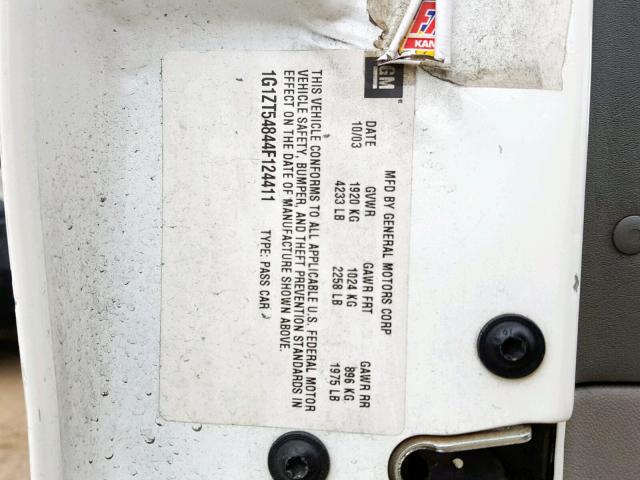 GM
MFD BY GENERAL MOTORS CORP
DATE GVWR GAWR FRT GAWR RR
10/03 1920 KG 1024 KG 896 KG
4233 LB 2258 LB 1975 LB
THIS VEHICLE CONFORMS TO ALL APPLICABLE U.S. FEDERAL MOTOR
VEHICLE SAFETY, BUMPER, AND THEFT PREVENTION STANDARDS IN
EFFECT ON THE DATE OF MANUFACTURE SHOWN ABOVE.
1G1ZT54844F124411 TYPE: PASS CAR
KAN